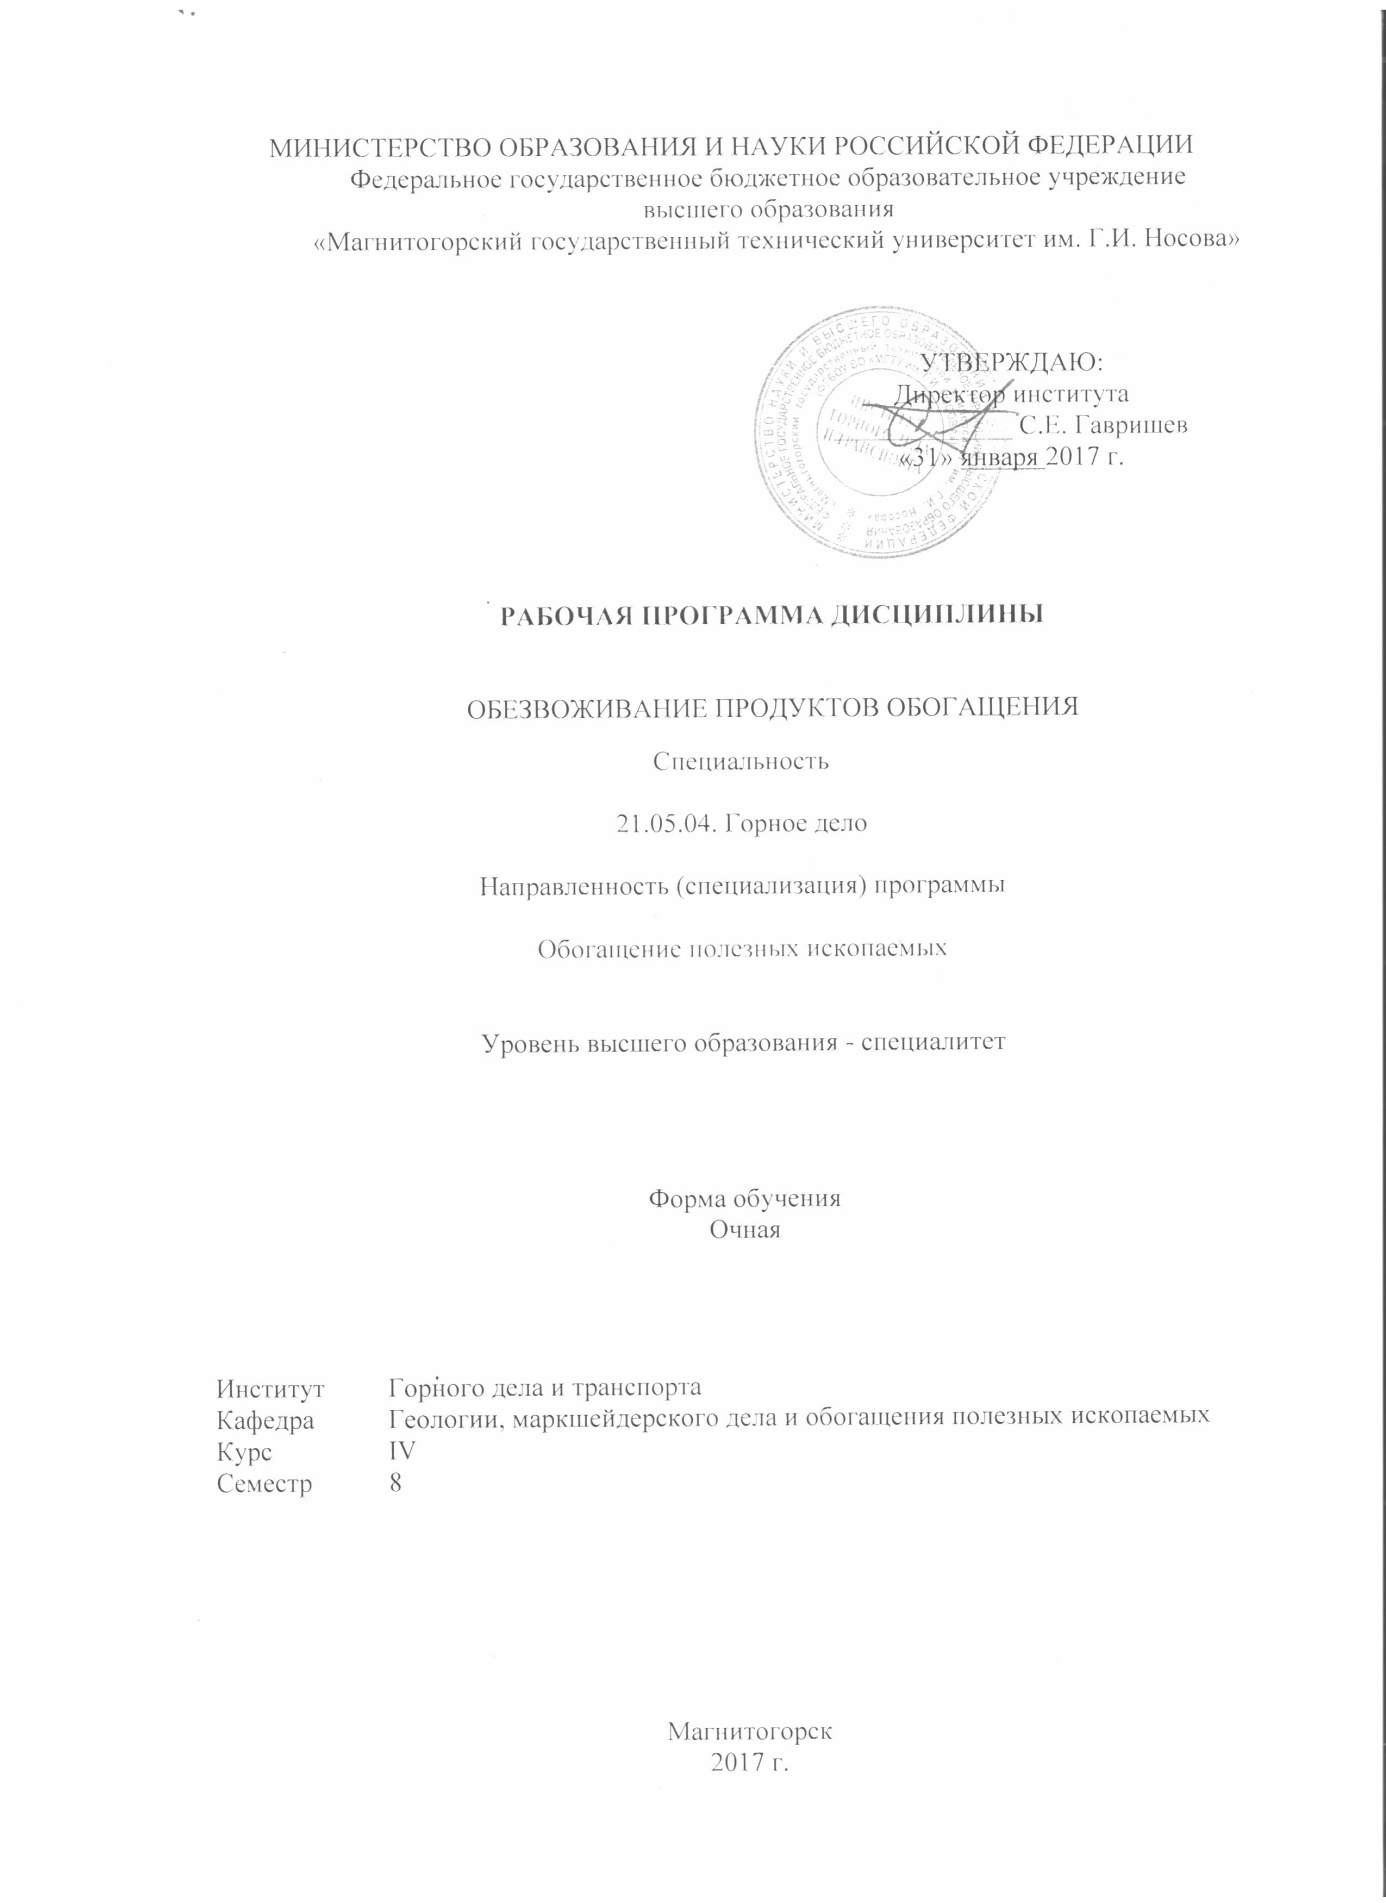 МИНИСТЕРСТВО ОБРАЗОВАНИЯ И НАУКИ РОССИЙСКОЙ ФЕДЕРАЦИИ
Федеральное государственное бюджетное образовательное учреждение
высшего образования
«Магнитогорский государственный технический университет им. Г.И. Носова»
УТВЕРЖДАЮ:
Директор института
С.Е. Гавришев
«31» января 2017 г.
РАБОЧАЯ ПРОГРАММА ДИСЦИПЛИНЫ
ОБЕЗВОЖИВАНИЕ ПРОДУКТОВ ОБОГАЩЕНИЯ
Специальность
21.05.04. Горное дело
Направленность (специализация) программы
Обогащение полезных ископаемых
Уровень высшего образования - специалитет
Форма обучения
Очная
Институт Горного дела и транспорта
Кафедра Геологии, маркшейдерского дела и обогащения полезных ископаемых
Курс IV
Семестр 8
Магнитогорск
2017 г.